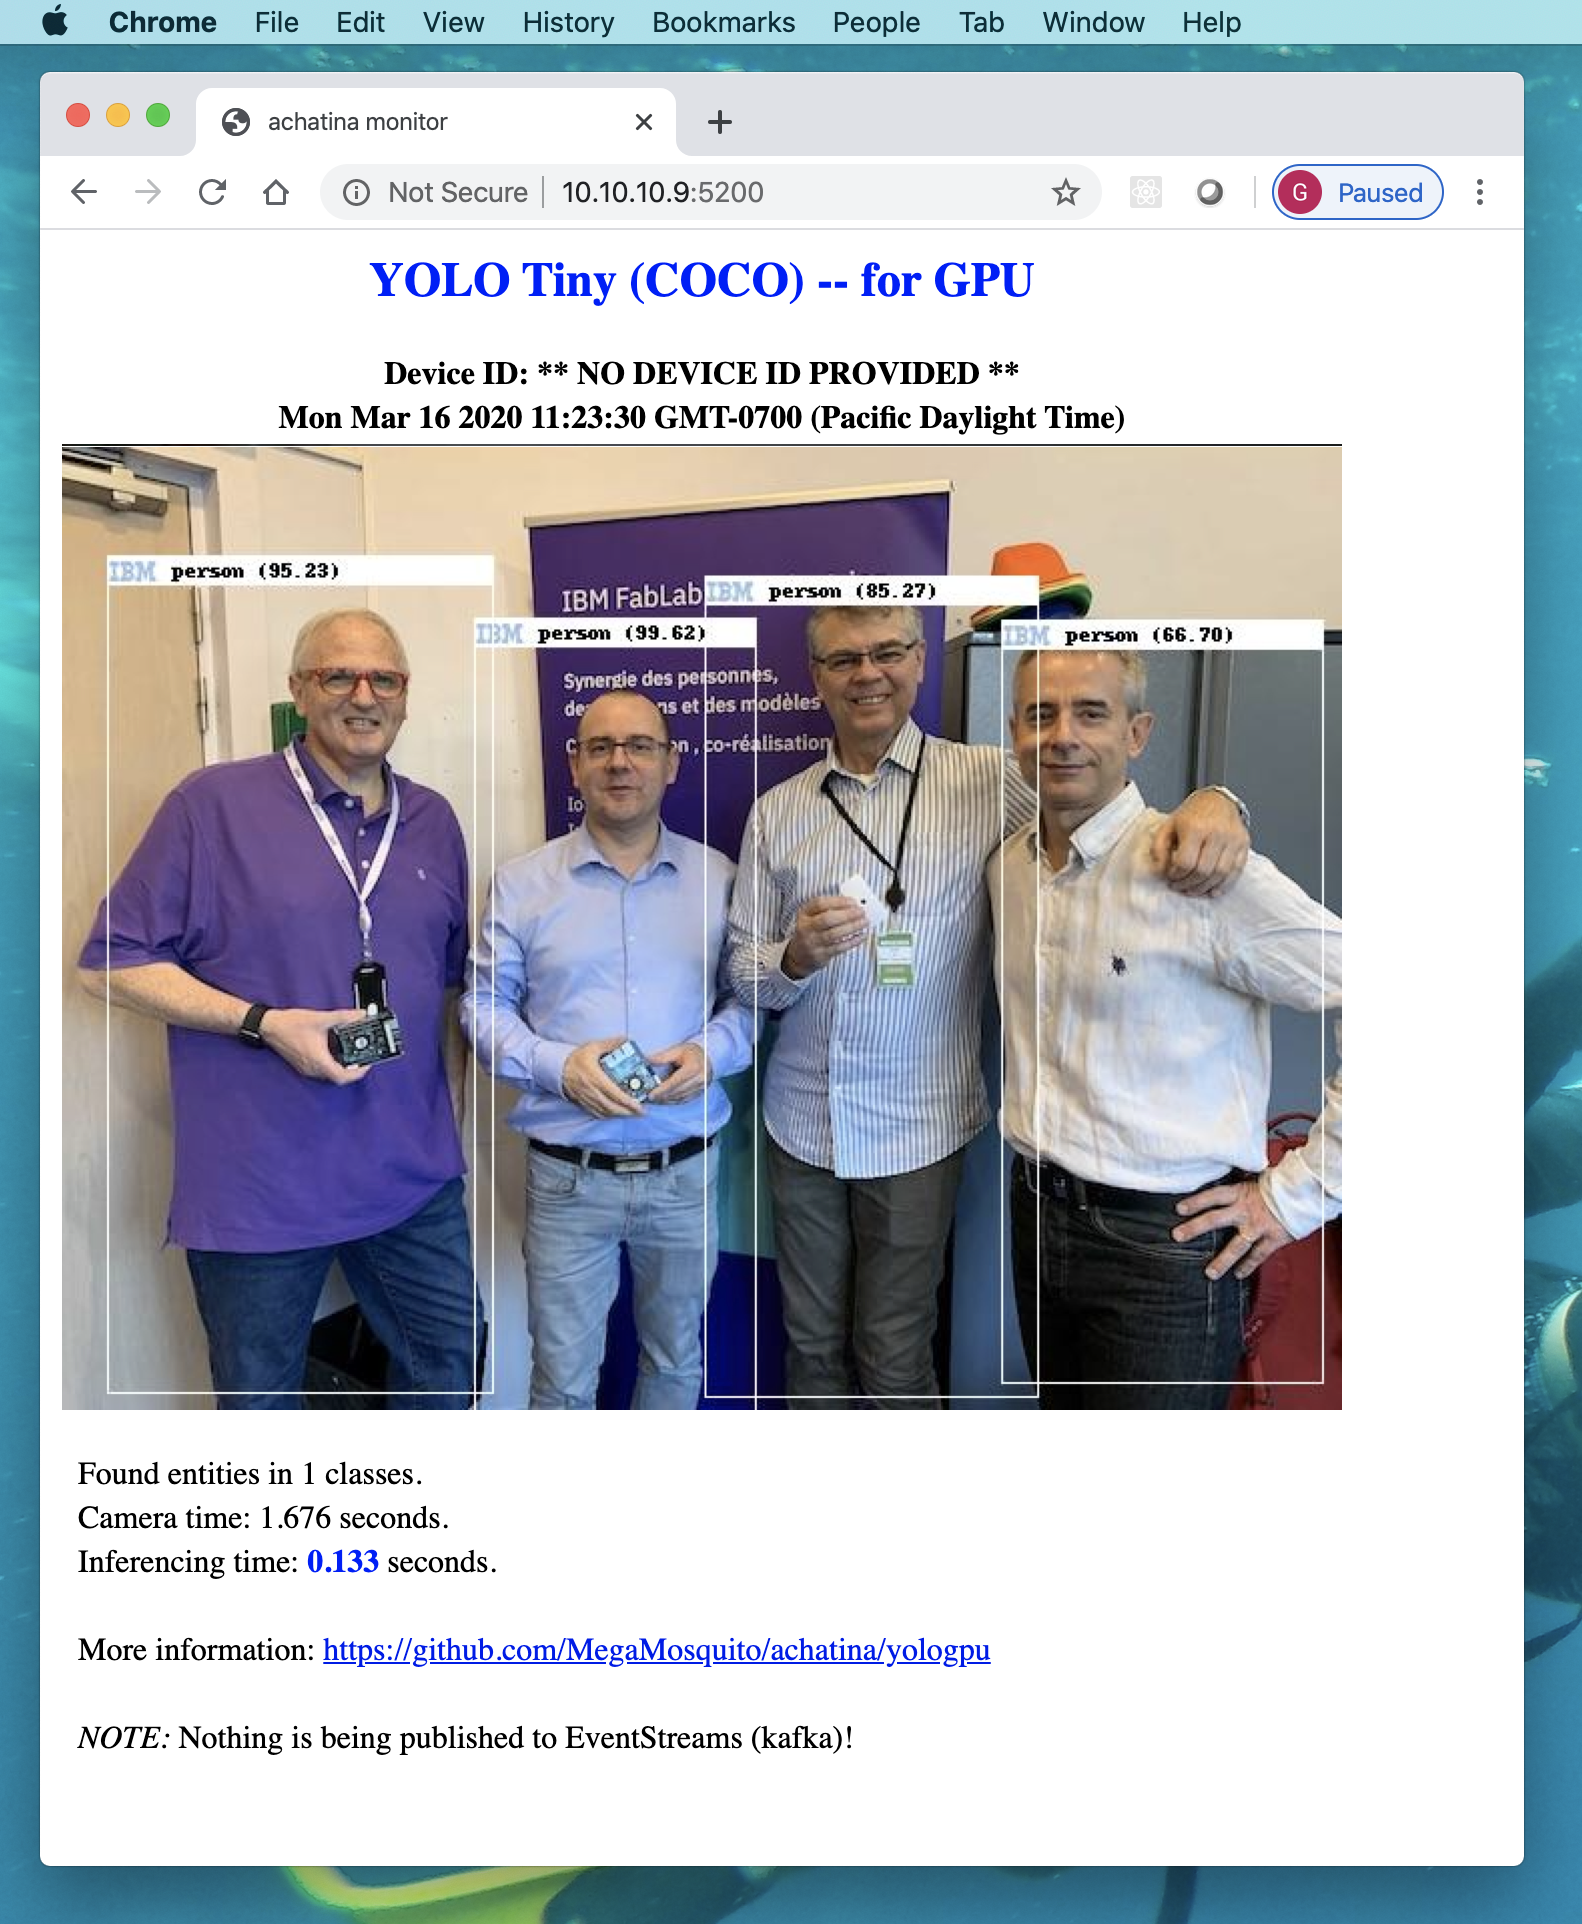 Chrome File Edit View History Bookmarks People Tab Window Help
achatina monitor
Not Secure 10.10.10.9:5200 G Paused
YOLO Tiny (COCO) -- for GPU
Device ID: ** NO DEVICE ID PROVIDED **
Mon Mar 16 2020 11:23:30 GMT-0700 (Pacific Daylight Time)
IBM person (95.23)
IBM FabLab
IBM person (85.27)
IBM person (99.62)
IBM person (66.70)
Synergie des personnes,
et des modèles
, co-réalisation
Found entities in 1 classes.
Camera time: 1.676 seconds.
Inferencing time: 0.133 seconds.
More information: https://github.com/MegaMosquito/achatina/yologpu
NOTE: Nothing is being published to EventStreams (kafka)!